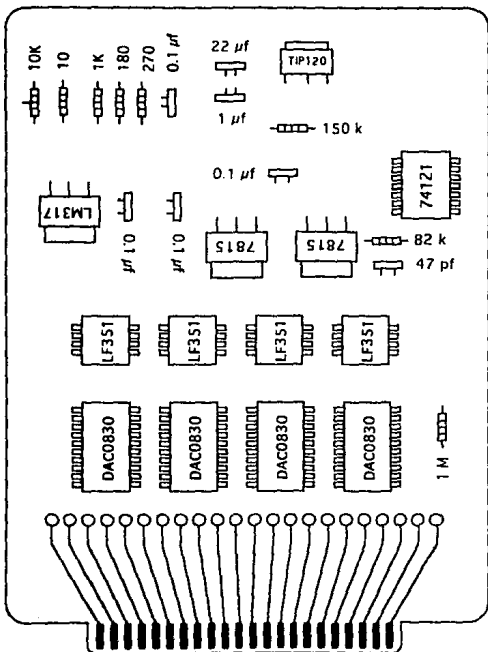 10K
10
1K
180
270
0.1 µf
22 µf
1 µf
TIP120
150 k
0.1 µf
74121
LM317
0.1 µf
0.1 µf
7815
7815
82 k
47 pf
LF351
LF351
LF351
LF351
DAC0830
DAC0830
DAC0830
DAC0830
1 M